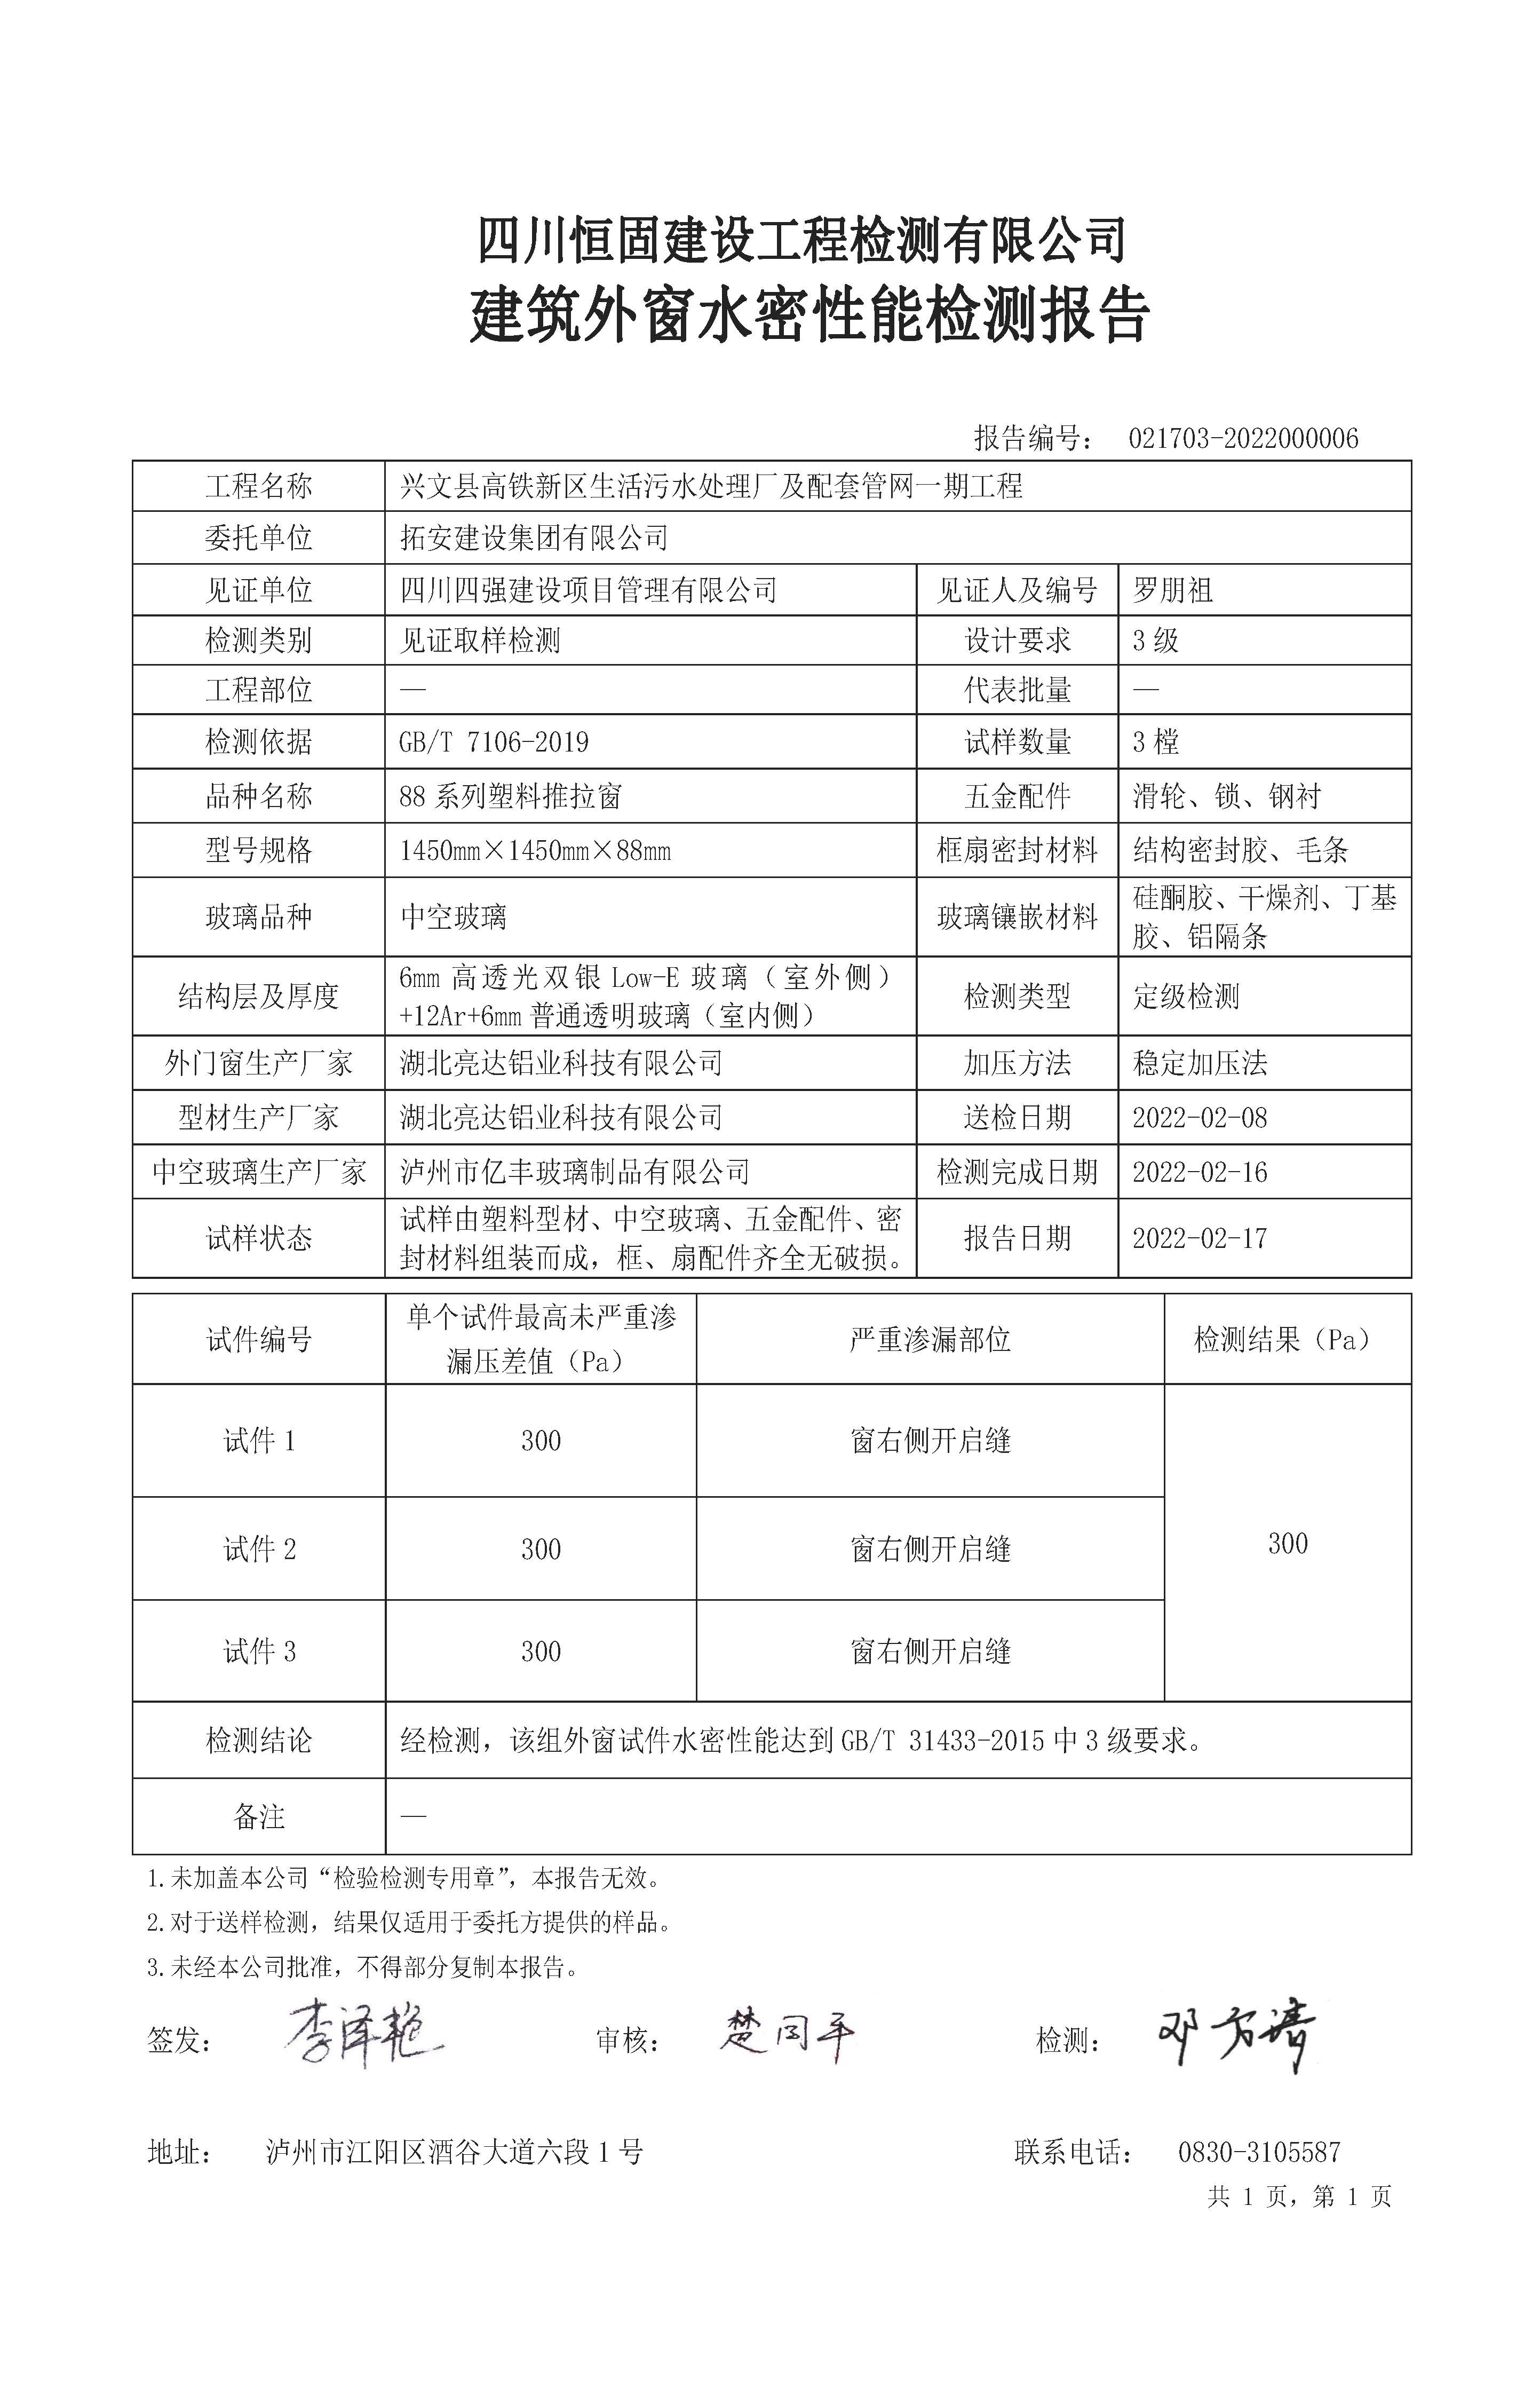 四川恒固建设工程检测有限公司
建筑外窗水密性能检测报告
报告编号： 021703-2022000006
工程名称 兴文县高铁新区生活污水处理厂及配套管网一期工程
委托单位 拓安建设集团有限公司
见证单位 四川四强建设项目管理有限公司 见证人及编号 罗朋祖
检测类别 见证取样检测 设计要求 3 级
工程部位 — 代表批量 —
检测依据 GB/T 7106-2019 试样数量 3 樘
品种名称 88 系列塑料推拉窗 五金配件 滑轮、锁、钢衬
型号规格 1450mm×1450mm×88mm 框扇密封材料 结构密封胶、毛条
玻璃品种 中空玻璃 玻璃镶嵌材料 硅酮胶、干燥剂、丁基
胶、铝隔条
结构层及厚度 6mm 高透光双银 Low-E 玻璃（室外侧）
+12Ar+6mm 普通透明玻璃（室内侧） 检测类型 定级检测
外门窗生产厂家 湖北亮达铝业科技有限公司 加压方法 稳定加压法
型材生产厂家 湖北亮达铝业科技有限公司 送检日期 2022-02-08
中空玻璃生产厂家 泸州市亿丰玻璃制品有限公司 检测完成日期 2022-02-16
试样状态 试样由塑料型材、中空玻璃、五金配件、密
封材料组装而成，框、扇配件齐全无破损。 报告日期 2022-02-17
试件编号 单个试件最高未严重渗
漏压差值（Pa） 严重渗漏部位 检测结果（Pa）
试件 1 300 窗右侧开启缝
试件 2 300 窗右侧开启缝 300
试件 3 300 窗右侧开启缝
检测结论 经检测，该组外窗试件水密性能达到 GB/T 31433-2015 中 3 级要求。
备注 —
1.未加盖本公司“检验检测专用章”，本报告无效。
2.对于送样检测，结果仅适用于委托方提供的样品。
3.未经本公司批准，不得部分复制本报告。
签发： 李泽艳 审核： 楚同平 检测： 邓方清
地址： 泸州市江阳区酒谷大道六段 1 号 联系电话： 0830-3105587
共 1 页，第 1 页